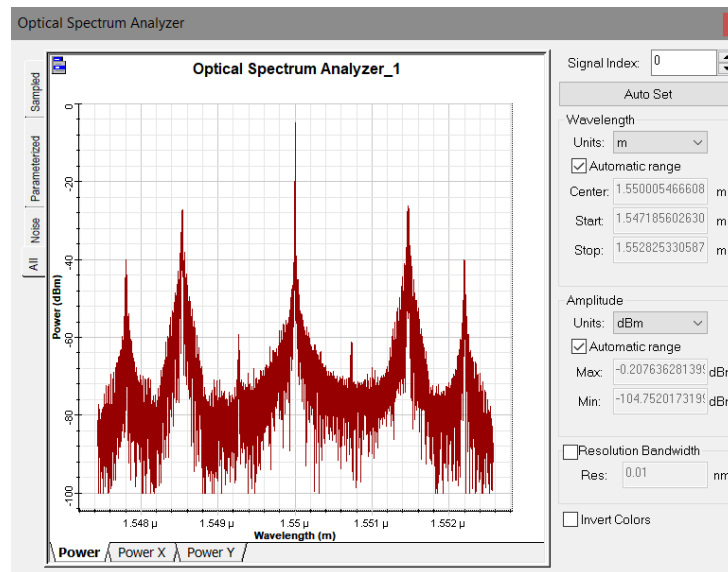 Optical Spectrum Analyzer
Optical Spectrum Analyzer_1
Sampled
Parameterized
Noise
All
Power (dBm)
0
-20
-40
-60
-80
-100
1.548 µ 1.549 µ 1.55 µ 1.551 µ 1.552 µ
Wavelength (m)
Power Power X Power Y
Signal Index: 0
Auto Set
Wavelength
Units: m
Automatic range
Center: 1.550005466608 m
Start: 1.547185602630 m
Stop: 1.552825330587 m
Amplitude
Units: dBm
Automatic range
Max: -0.20763628139 dBm
Min: -104.752017319 dBm
Resolution Bandwidth
Res: 0.01 nm
Invert Colors